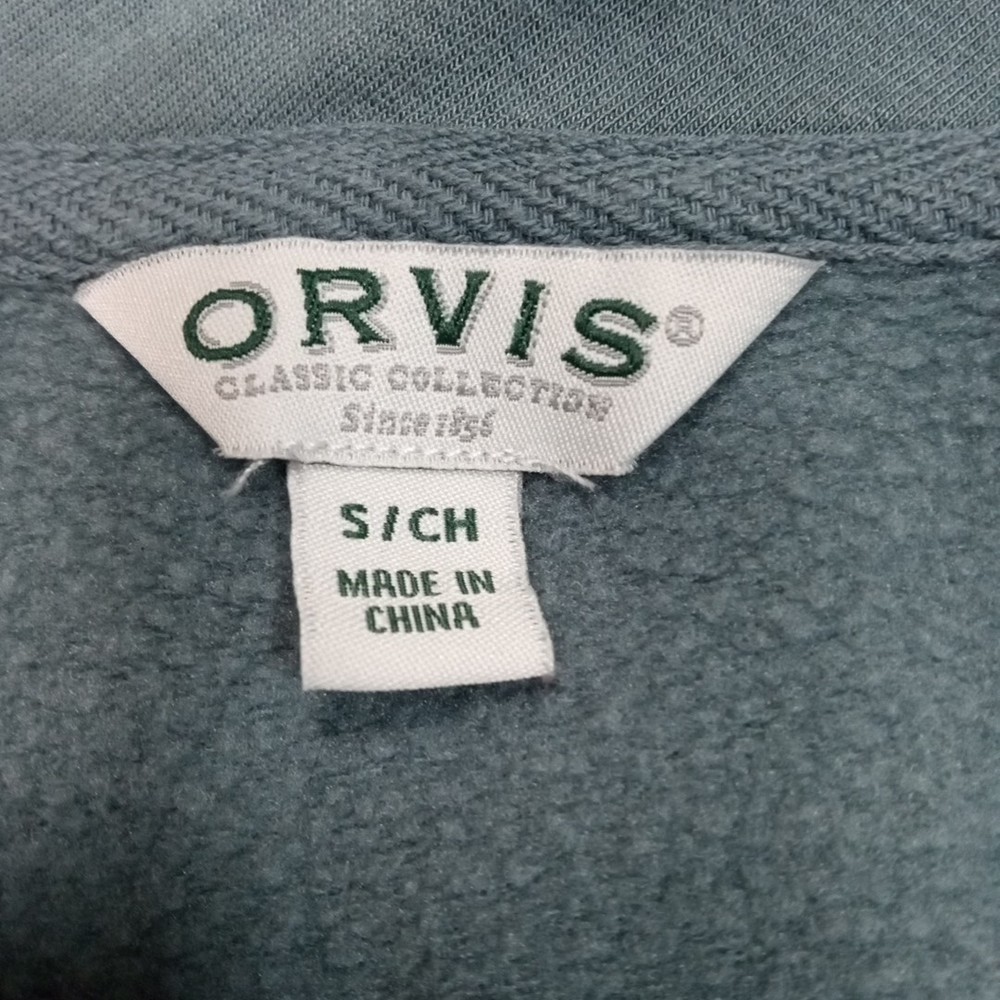 ORVIS®
CLASSIC COLLECTION
Since 1856
S/CH
MADE IN
CHINA